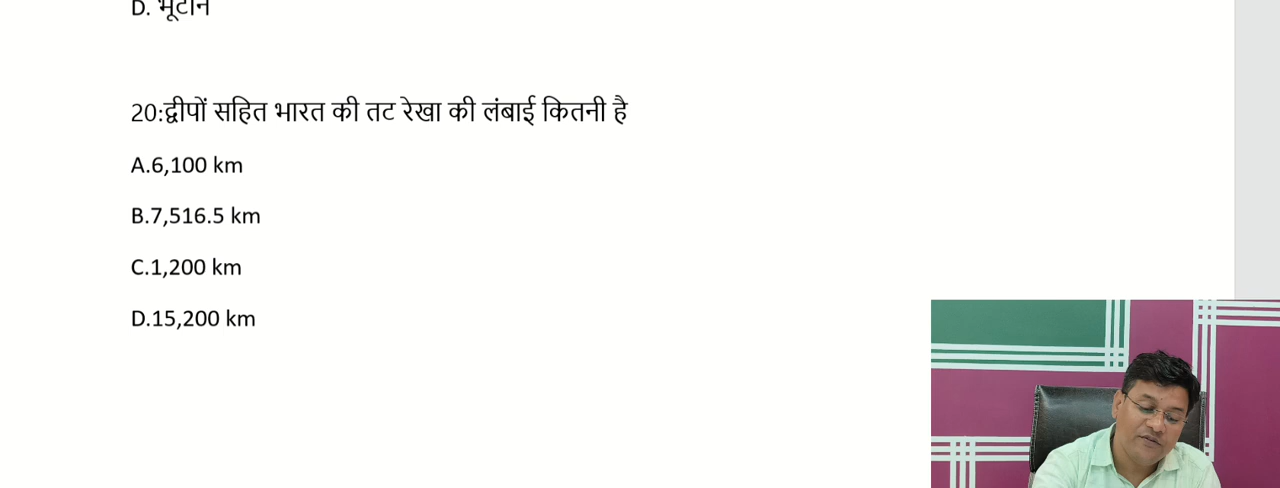 D. भूटान
20:द्वीपों सहित भारत की तट रेखा की लंबाई कितनी है
A.6,100 km
B.7,516.5 km
C.1,200 km
D.15,200 km